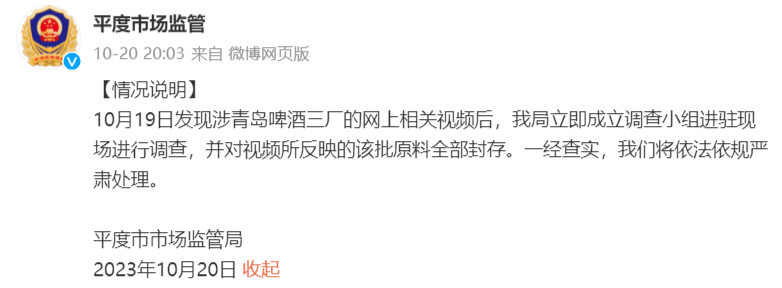 平度市场监管
10-20 20:03 来自 微博网页版
【情况说明】
10月19日发现涉青岛啤酒三厂的网上相关视频后，我局立即成立调查小组进驻现
场进行调查，并对视频所反映的该批原料全部封存。一经查实，我们将依法依规严
肃处理。
平度市市场监管局
2023年10月20日 收起